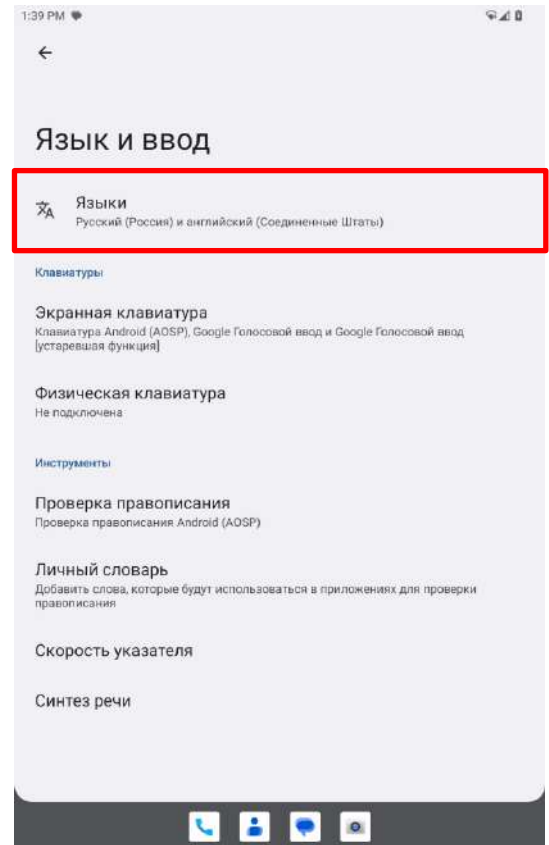 1:39 PM
Язык и ввод
Языки
Русский (Россия) и английский (Соединенные Штаты)
Клавиатуры
Экранная клавиатура
Клавиатура Android (AOSP), Google Голосовой ввод и Google Голосовой ввод
[устаревшая функция]
Физическая клавиатура
Не подключена
Инструменты
Проверка правописания
Проверка правописания Android (AOSP)
Личный словарь
Добавить слова, которые будут использоваться в приложениях для проверки
правописания
Скорость указателя
Синтез речи